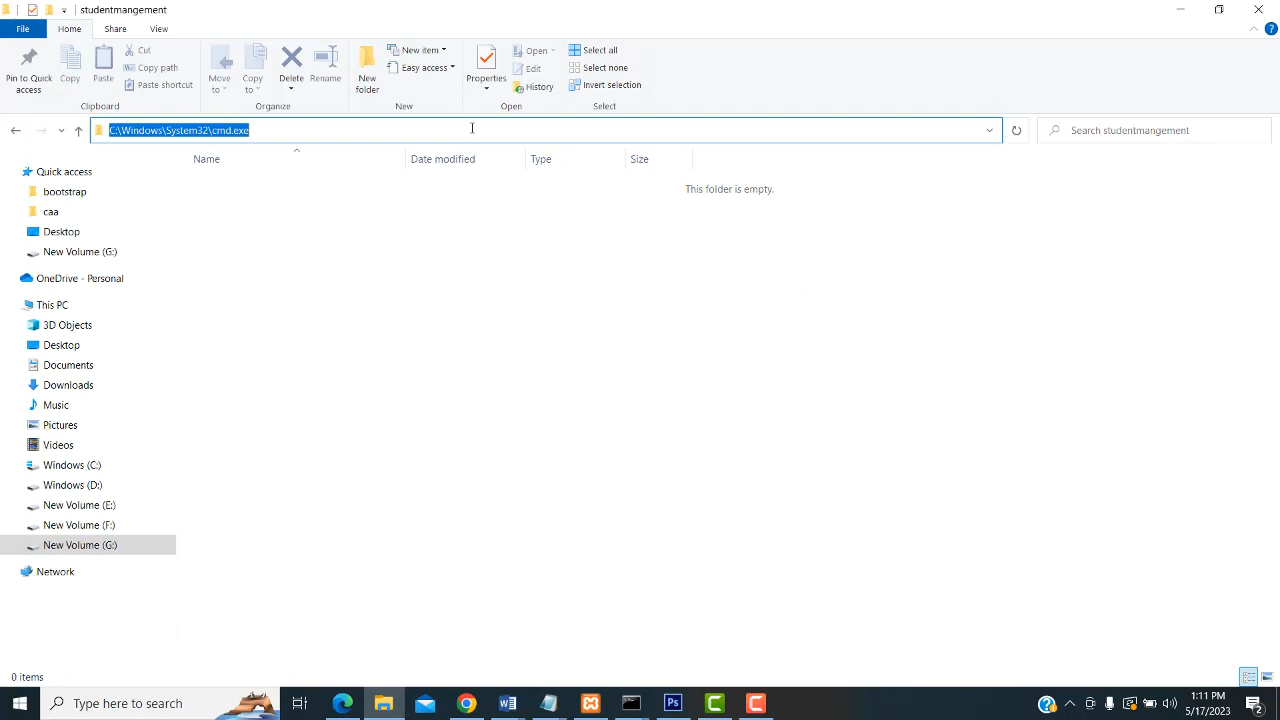 studentmangement
File
Home
Share
View
Pin to Quick access
Copy
Paste
Cut
Copy path
Paste shortcut
Clipboard
Move to
Copy to
Delete
Rename
Organize
New folder
New item
Easy access
New
Properties
Open
Edit
History
Open
Select all
Select none
Invert selection
Select
C:\Windows\System32\cmd.exe
Search studentmangement
Name
Date modified
Type
Size
This folder is empty.
Quick access
bootstrap
caa
Desktop
New Volume (G:)
OneDrive - Personal
This PC
3D Objects
Desktop
Documents
Downloads
Music
Pictures
Videos
Windows (C:)
Windows (D:)
New Volume (E:)
New Volume (F:)
New Volume (G:)
Network
0 items
Type here to search
Ps
1:11 PM
5/17/2023
2